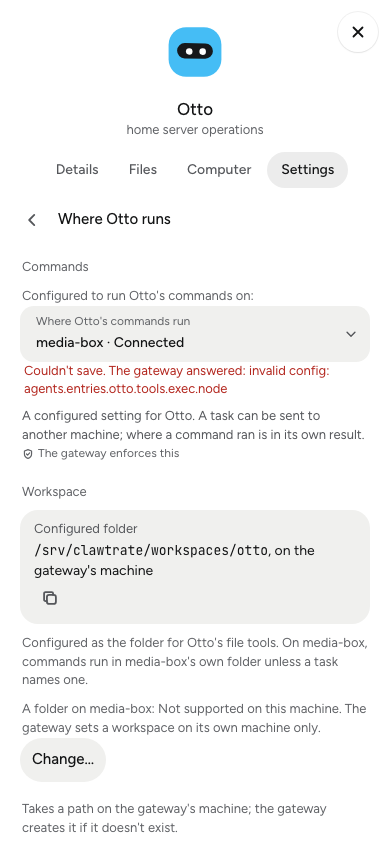 Otto
home server operations
Details Files Computer Settings
Where Otto runs
Commands
Configured to run Otto's commands on:
Where Otto's commands run
media-box · Connected
Couldn't save. The gateway answered: invalid config:
agents.entries.otto.tools.exec.node
A configured setting for Otto. A task can be sent to
another machine; where a command ran is in its own result.
The gateway enforces this
Workspace
Configured folder
/srv/clawtrate/workspaces/otto, on the
gateway's machine
Configured as the folder for Otto's file tools. On media-box,
commands run in media-box's own folder unless a task
names one.
A folder on media-box: Not supported on this machine. The
gateway sets a workspace on its own machine only.
Change...
Takes a path on the gateway's machine; the gateway
creates it if it doesn't exist.